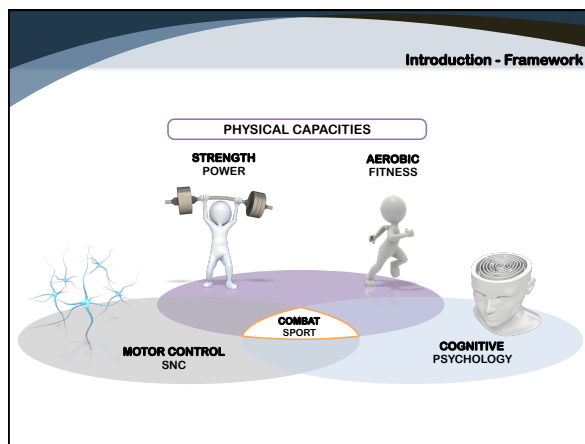 Introduction - Framework
PHYSICAL CAPACITIES
STRENGTH
POWER
AEROBIC
FITNESS
COMBAT
SPORT
MOTOR CONTROL
SNC
COGNITIVE
PSYCHOLOGY